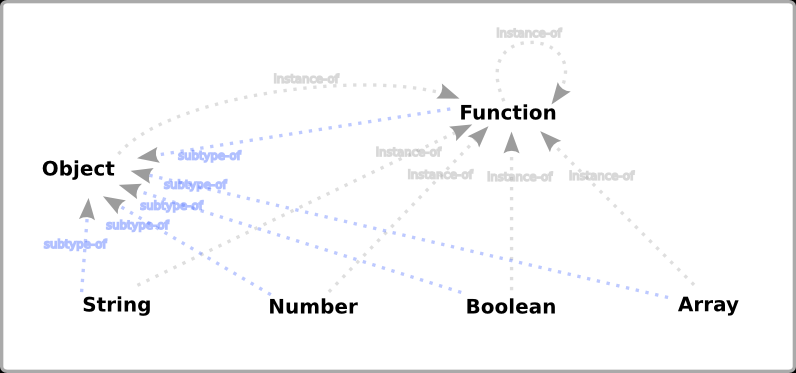 instance-of
instance-of
Function
subtype-of
instance-of
Object
instance-of
instance-of
instance-of
subtype-of
subtype-of
subtype-of
subtype-of
String
Number
Boolean
Array